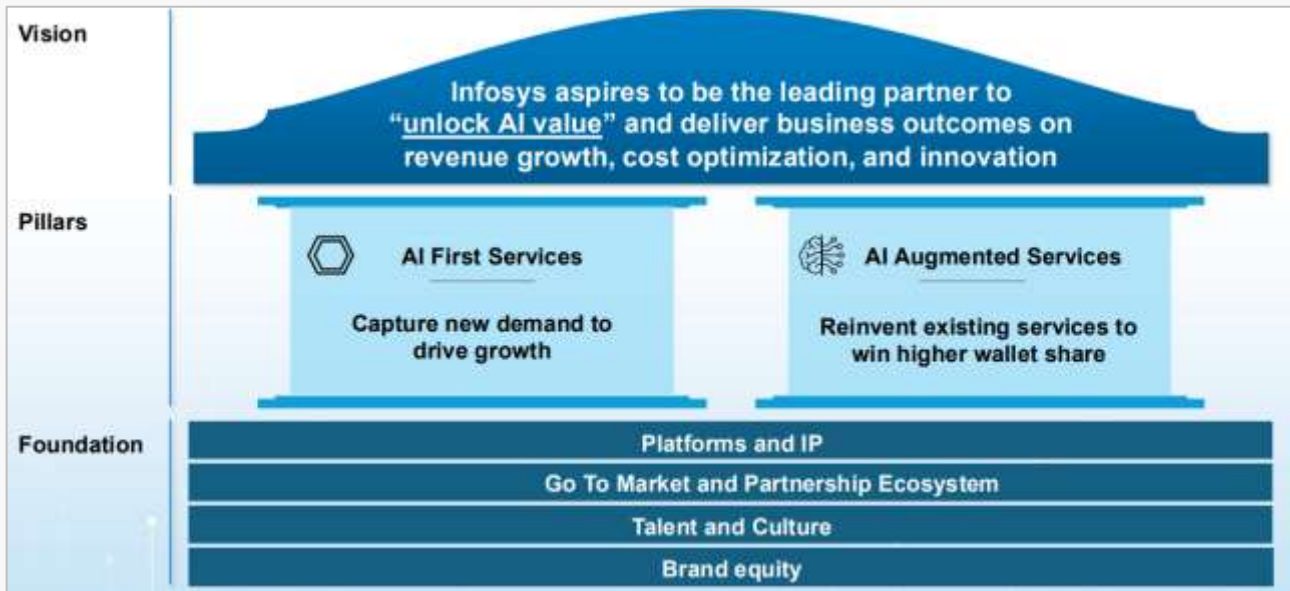 Vision
Infosys aspires to be the leading partner to
“unlock AI value” and deliver business outcomes on
revenue growth, cost optimization, and innovation
Pillars
AI First Services
Capture new demand to
drive growth
AI Augmented Services
Reinvent existing services to
win higher wallet share
Foundation
Platforms and IP
Go To Market and Partnership Ecosystem
Talent and Culture
Brand equity